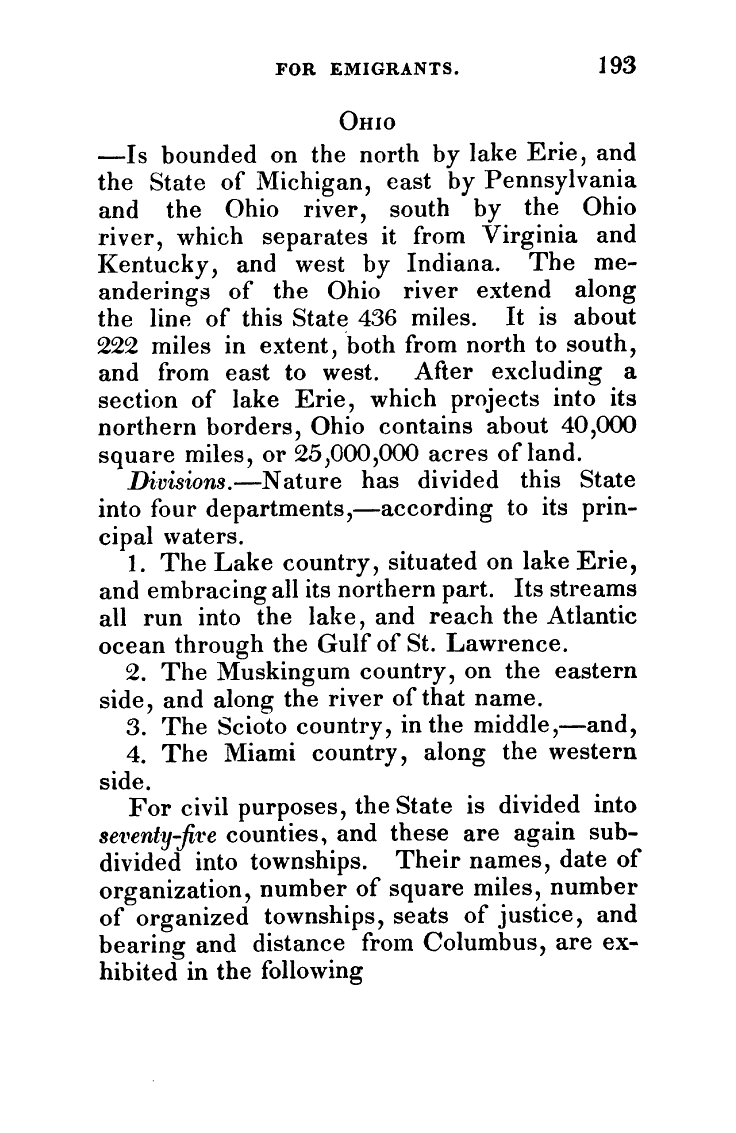 FOR EMIGRANTS. 193
OHIO
—Is bounded on the north by lake Erie, and
the State of Michigan, east by Pennsylvania
and the Ohio river, south by the Ohio
river, which separates it from Virginia and
Kentucky, and west by Indiana. The me-
anderings of the Ohio river extend along
the line of this State 436 miles. It is about
222 miles in extent, both from north to south,
and from east to west. After excluding a
section of lake Erie, which projects into its
northern borders, Ohio contains about 40,000
square miles, or 25,000,000 acres of land.
Divisions.—Nature has divided this State
into four departments,—according to its prin-
cipal waters.
1. The Lake country, situated on lake Erie,
and embracing all its northern part. Its streams
all run into the lake, and reach the Atlantic
ocean through the Gulf of St. Lawrence.
2. The Muskingum country, on the eastern
side, and along the river of that name.
3. The Scioto country, in the middle,—and,
4. The Miami country, along the western
side.
For civil purposes, the State is divided into
seventy-five counties, and these are again sub-
divided into townships. Their names, date of
organization, number of square miles, number
of organized townships, seats of justice, and
bearing and distance from Columbus, are ex-
hibited in the following